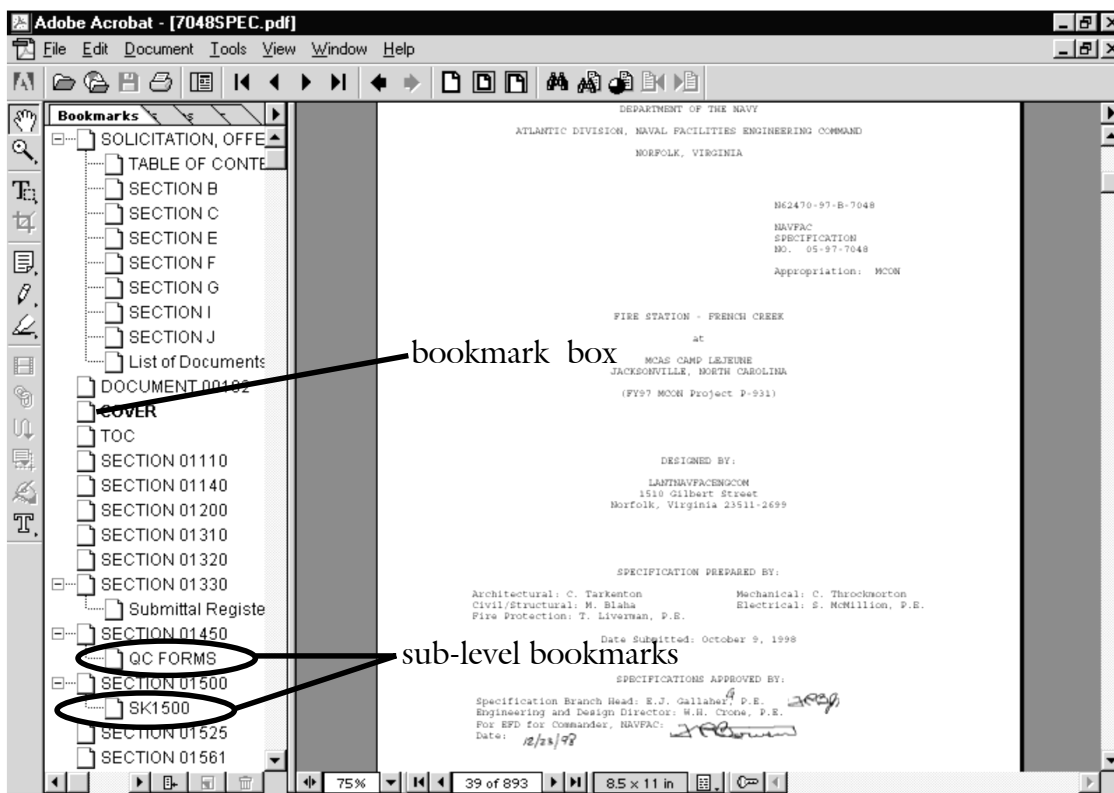 Adobe Acrobat - [7048SPEC.pdf]
File Edit Document Tools View Window Help
Bookmarks
SOLICITATION, OFFE
TABLE OF CONTE
SECTION B
SECTION C
SECTION E
SECTION F
SECTION G
SECTION I
SECTION J
List of Documents
DOCUMENT 00102
COVER
TOC
SECTION 01110
SECTION 01140
SECTION 01200
SECTION 01310
SECTION 01320
SECTION 01330
Submittal Registe
SECTION 01450
QC FORMS
SECTION 01500
SK1500
SECTION 01525
SECTION 01561
bookmark box
sub-level bookmarks
DEPARTMENT OF THE NAVY
ATLANTIC DIVISION, NAVAL FACILITIES ENGINEERING COMMAND
NORFOLK, VIRGINIA
N62470-97-B-7048
NAVFAC
SPECIFICATION
NO. 05-97-7048
Appropriation: MCON
FIRE STATION - FRENCH CREEK
at
MCAS CAMP LEJEUNE
JACKSONVILLE, NORTH CAROLINA
(FY97 MCON Project P-931)
DESIGNED BY:
LANTNAVFACENGCOM
1510 Gilbert Street
Norfolk, Virginia 23511-2699
SPECIFICATION PREPARED BY:
Architectural: C. Tarkenton Mechanical: C. Throckmorton
Civil/Structural: M. Blaha Electrical: S. McMillion, P.E.
Fire Protection: T. Liverman, P.E.
Date Submitted: October 9, 1998
SPECIFICATIONS APPROVED BY:
Specification Branch Head: E.J. Gallaher, P.E.
Engineering and Design Director: W.H. Crone, P.E.
For EFD for Commander, NAVFAC:
Date: 12/23/98
75% 39 of 893 8.5 x 11 in